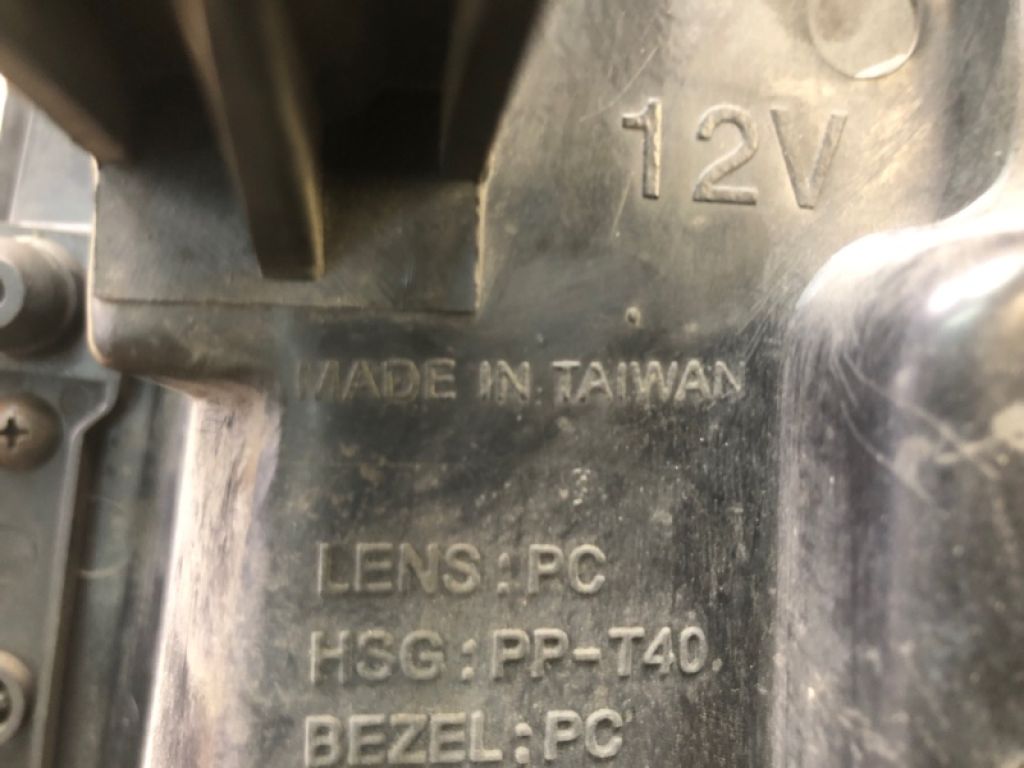 12V
MADE IN TAIWAN
LENS:PC
HSG:PP-T40.
BEZEL:PC